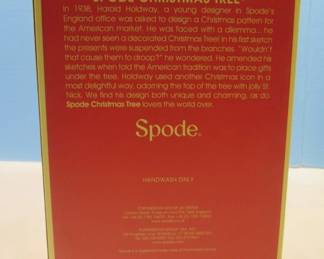 SPODE CHRISTMAS TREE
In 1938, Harold Holdway, a young designer in Spode's
England office was asked to design a Christmas pattern for
the American market. He was faced with a dilemma... he
had never seen a decorated Christmas tree! In his first sketch
the presents were suspended from the branches. "Wouldn't
that cause them to droop?" he wondered. He amended his
sketches when told the American tradition was to place gifts
under the tree. Holdway used another Christmas icon in a
most delightful way, adorning the top of the tree with jolly St.
Nick. We find his design both unique and charming, as do
Spode Christmas Tree lovers the world over.
Spode®
HANDWASH ONLY